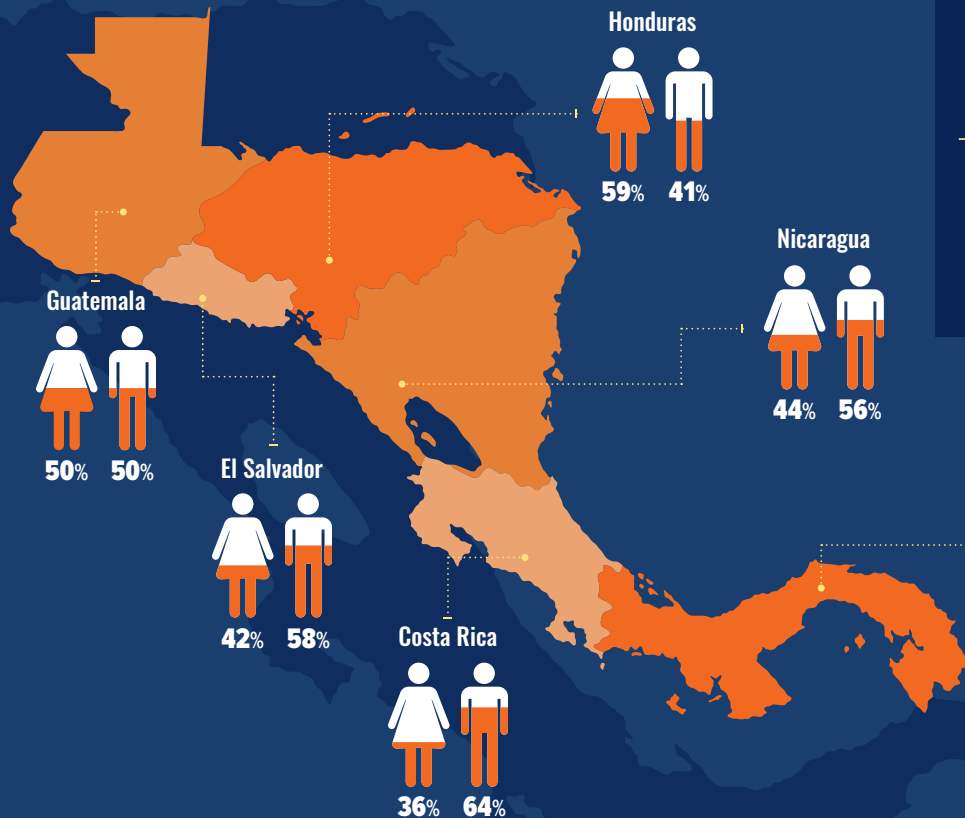 Honduras
59% 41%
Nicaragua
44% 56%
Guatemala
50% 50%
El Salvador
42% 58%
Costa Rica
36% 64%